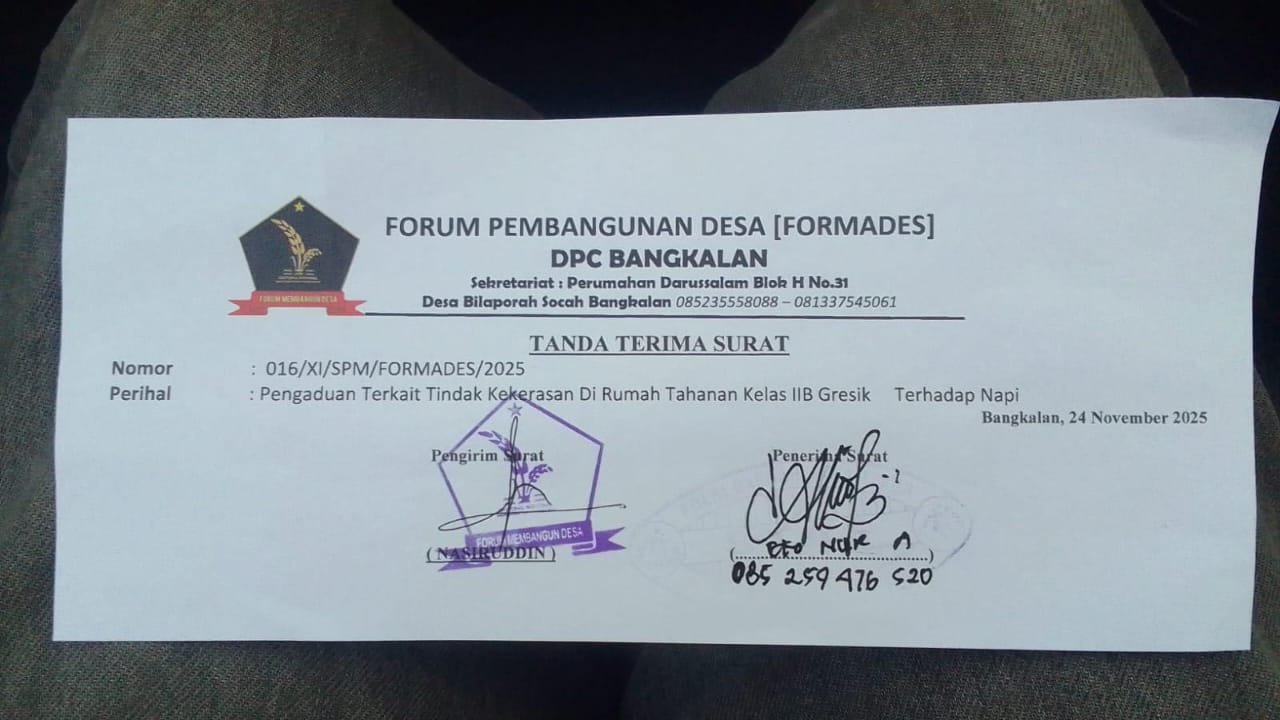 FORUM PEMBANGUNAN DESA [FORMADES]
DPC BANGKALAN
Sekretariat : Perumahan Darussalam Blok H No.31
Desa Bilaporah Socah Bangkalan 085235558088 – 081337545061
FORUM MEMBANGUN DESA
TANDA TERIMA SURAT
Nomor : 016/XI/SPM/FORMADES/2025
Perihal : Pengaduan Terkait Tindak Kekerasan Di Rumah Tahanan Kelas IIB Gresik Terhadap Napi
Bangkalan, 24 November 2025
Pengirim Surat Penerima Surat
FORUM MEMBANGUN DESA
( NASIRUDDIN ) NUR A
085 259 476 520